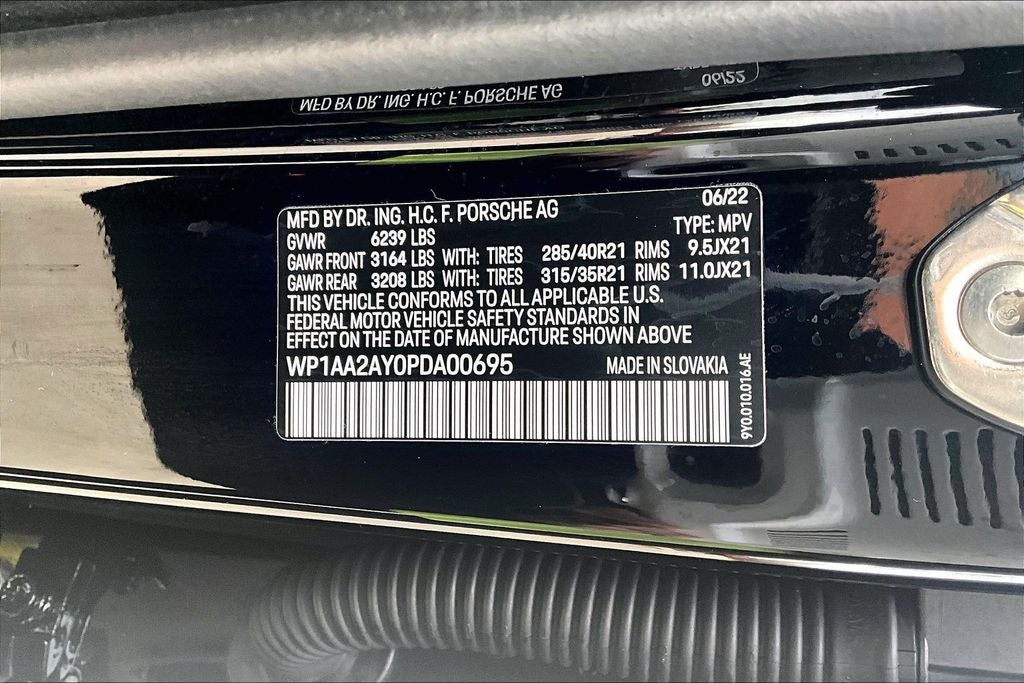 MFD BY DR. ING. H.C. F. PORSCHE AG
06/22
MFD BY DR. ING. H.C. F. PORSCHE AG 06/22
GVWR 6239 LBS TYPE: MPV
GAWR FRONT 3164 LBS WITH: TIRES 285/40R21 RIMS 9.5JX21
GAWR REAR 3208 LBS WITH: TIRES 315/35R21 RIMS 11.0JX21
THIS VEHICLE CONFORMS TO ALL APPLICABLE U.S.
FEDERAL MOTOR VEHICLE SAFETY STANDARDS IN
EFFECT ON THE DATE OF MANUFACTURE SHOWN ABOVE
WP1AA2AY0PDA00695 MADE IN SLOVAKIA
9Y0.010.016.AE